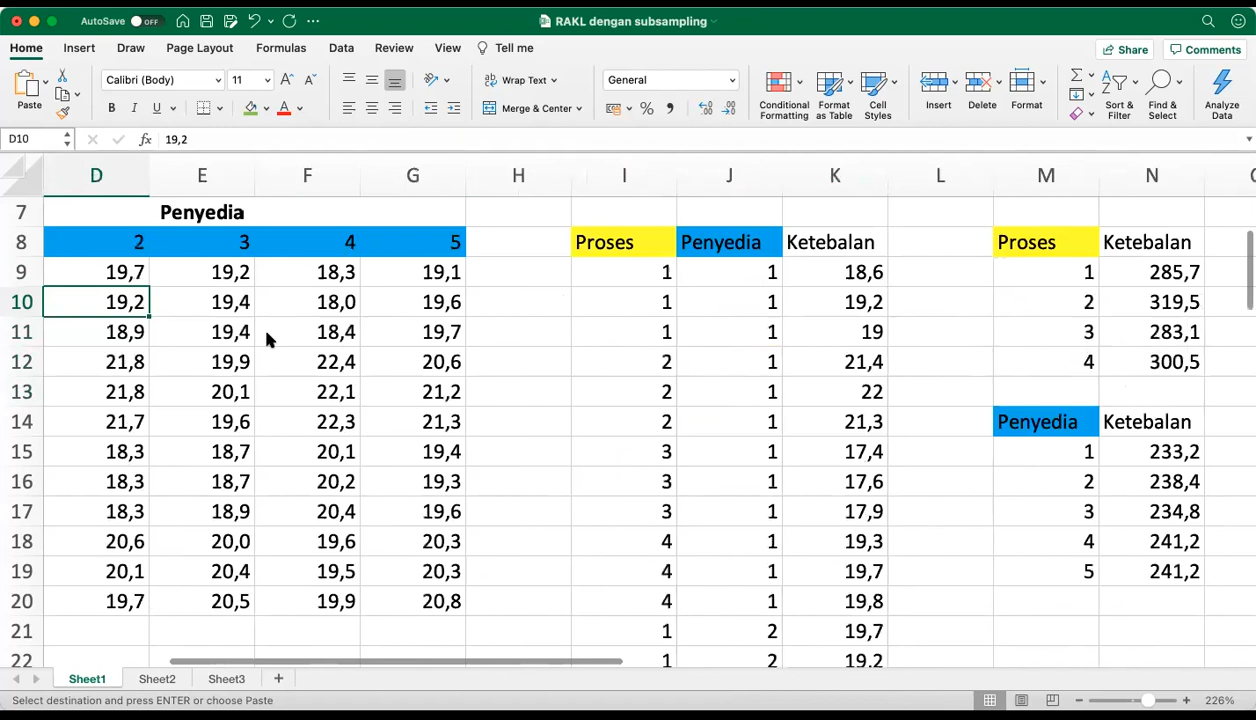 AutoSave OFF RAKL dengan subsampling
Home Insert Draw Page Layout Formulas Data Review View Tell me Share Comments
Paste Calibri (Body) 11 Wrap Text Merge & Center General Conditional Formatting Format as Table Cell Styles Insert Delete Format Sort & Filter Find & Select Analyze Data
D10 fx 19,2
D E F G H I J K L M N
7 Penyedia
8 2 3 4 5 Proses Penyedia Ketebalan Proses Ketebalan
9 19,7 19,2 18,3 19,1 1 1 18,6 1 285,7
10 19,2 19,4 18,0 19,6 1 1 19,2 2 319,5
11 18,9 19,4 18,4 19,7 1 1 19 3 283,1
12 21,8 19,9 22,4 20,6 2 1 21,4 4 300,5
13 21,8 20,1 22,1 21,2 2 1 22
14 21,7 19,6 22,3 21,3 2 1 21,3 Penyedia Ketebalan
15 18,3 18,7 20,1 19,4 3 1 17,4 1 233,2
16 18,3 18,7 20,2 19,3 3 1 17,6 2 238,4
17 18,3 18,9 20,4 19,6 3 1 17,9 3 234,8
18 20,6 20,0 19,6 20,3 4 1 19,3 4 241,2
19 20,1 20,4 19,5 20,3 4 1 19,7 5 241,2
20 19,7 20,5 19,9 20,8 4 1 19,8
21 1 2 19,7
22 1 2 19,2
Sheet1 Sheet2 Sheet3
Select destination and press ENTER or choose Paste 226%